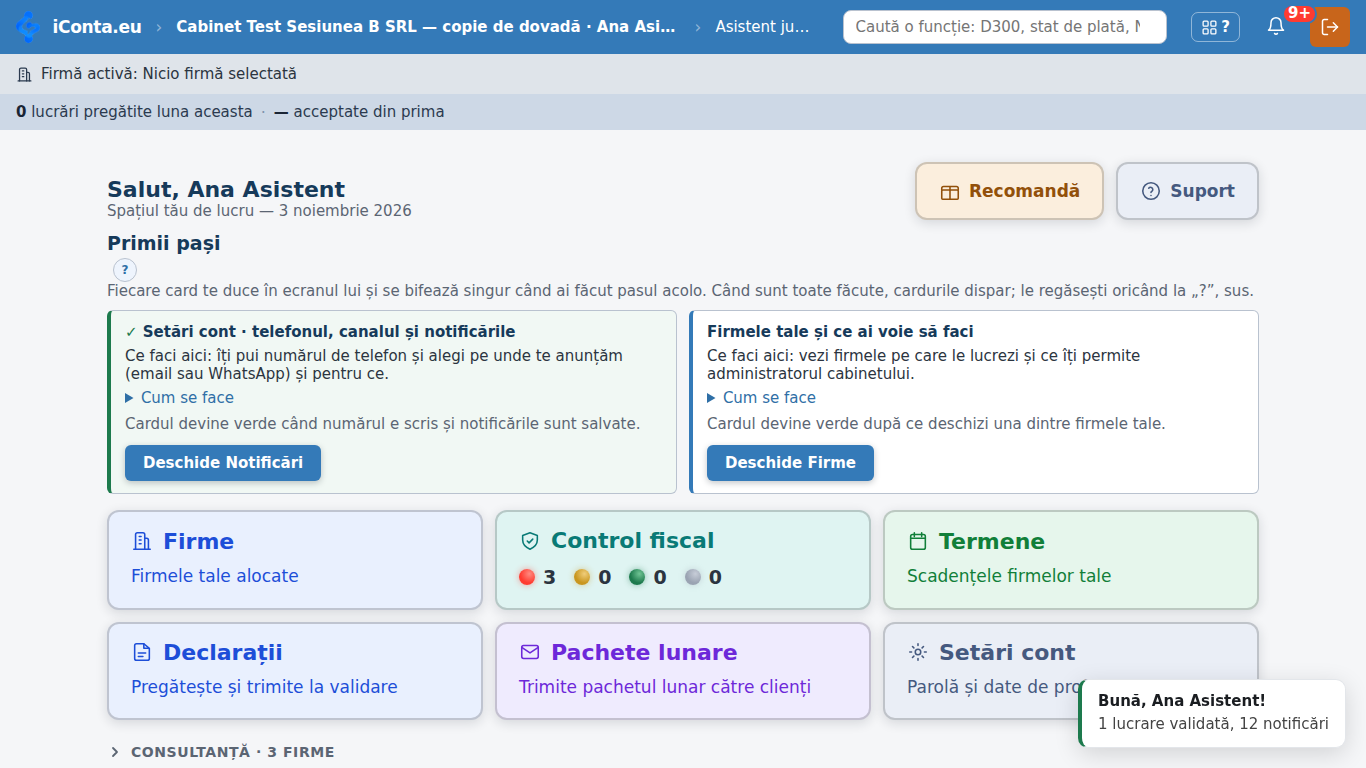 iConta.eu › Cabinet Test Sesiunea B SRL — copie de dovadă · Ana Asi… › Asistent ju…
Caută o funcție: D300, stat de plată, N
?
9+
Firmă activă: Nicio firmă selectată
0 lucrări pregătite luna aceasta · — acceptate din prima
Salut, Ana Asistent
Spațiul tău de lucru — 3 noiembrie 2026
Recomandă
Suport
Primii pași
?
Fiecare card te duce în ecranul lui și se bifează singur când ai făcut pasul acolo. Când sunt toate făcute, cardurile dispar; le regăsești oricând la „?”, sus.
✓ Setări cont · telefonul, canalul și notificările
Ce faci aici: îți pui numărul de telefon și alegi pe unde te anunțăm
(email sau WhatsApp) și pentru ce.
Cum se face
Cardul devine verde când numărul e scris și notificările sunt salvate.
Deschide Notificări
Firmele tale și ce ai voie să faci
Ce faci aici: vezi firmele pe care le lucrezi și ce îți permite
administratorul cabinetului.
Cum se face
Cardul devine verde după ce deschizi una dintre firmele tale.
Deschide Firme
Firme
Firmele tale alocate
Control fiscal
3 0 0 0
Termene
Scadențele firmelor tale
Declarații
Pregătește și trimite la validare
Pachete lunare
Trimite pachetul lunar către clienți
Setări cont
Parolă și date de pro
Bună, Ana Asistent!
1 lucrare validată, 12 notificări
CONSULTANȚĂ · 3 FIRME